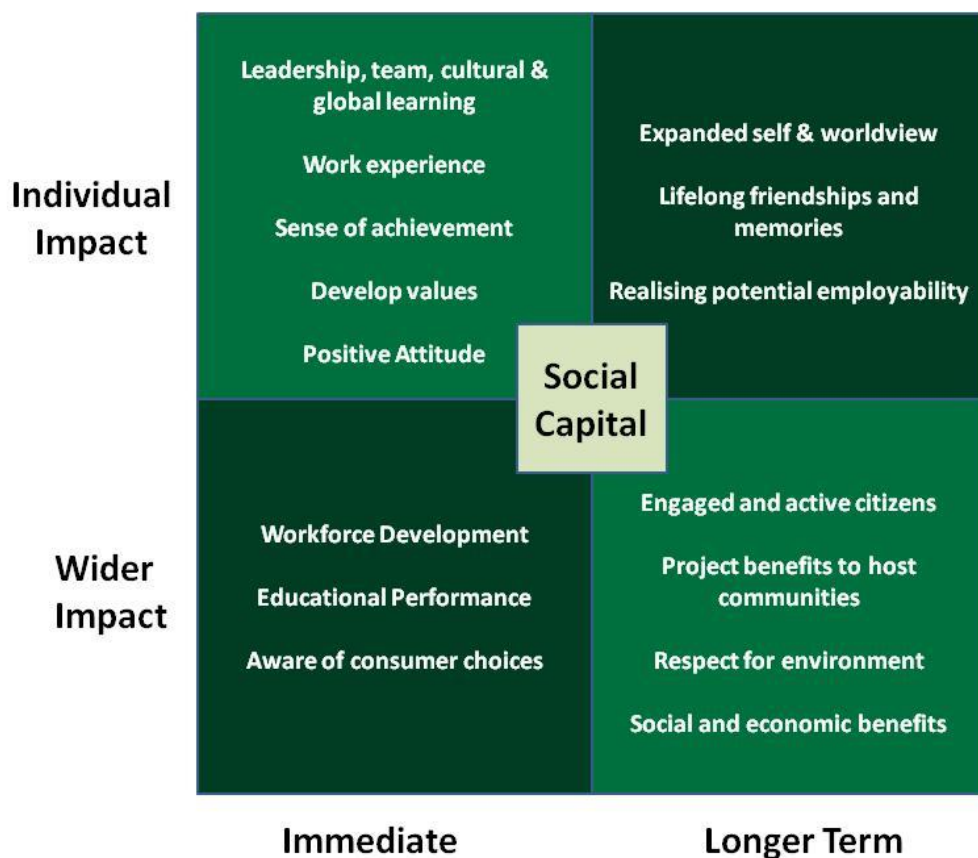 Individual
Impact
Leadership, team, cultural &
global learning
Work experience
Sense of achievement
Develop values
Positive Attitude
Expanded self & worldview
Lifelong friendships and
memories
Realising potential employability
Social
Capital
Wider
Impact
Workforce Development
Educational Performance
Aware of consumer choices
Engaged and active citizens
Project benefits to host
communities
Respect for environment
Social and economic benefits
Immediate
Longer Term